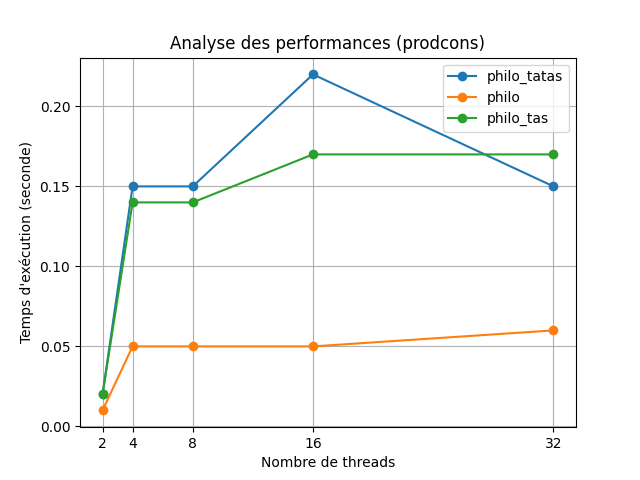 Analyse des performances (prodcons)
philo_tatas
philo
philo_tas
Temps d'exécution (seconde)
0.20
0.15
0.10
0.05
0.00
2 4 8 16 32
Nombre de threads